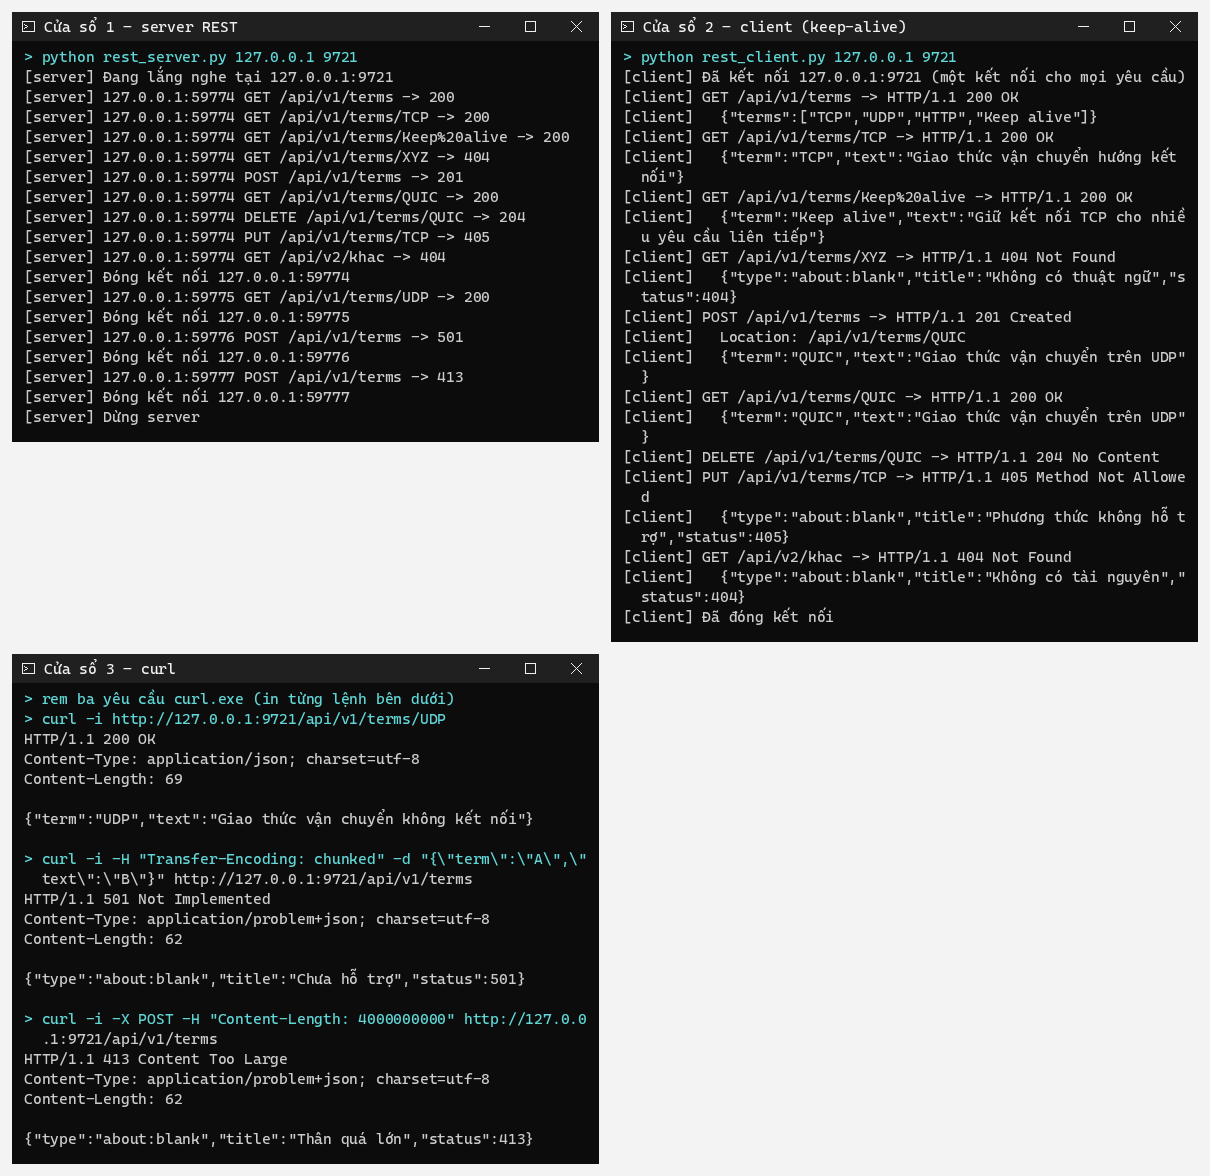 Cửa sổ 1 – server REST
> python rest_server.py 127.0.0.1 9721
[server] Đang lắng nghe tại 127.0.0.1:9721
[server] 127.0.0.1:59774 GET /api/v1/terms -> 200
[server] 127.0.0.1:59774 GET /api/v1/terms/TCP -> 200
[server] 127.0.0.1:59774 GET /api/v1/terms/Keep%20alive -> 200
[server] 127.0.0.1:59774 GET /api/v1/terms/XYZ -> 404
[server] 127.0.0.1:59774 POST /api/v1/terms -> 201
[server] 127.0.0.1:59774 GET /api/v1/terms/QUIC -> 200
[server] 127.0.0.1:59774 DELETE /api/v1/terms/QUIC -> 204
[server] 127.0.0.1:59774 PUT /api/v1/terms/TCP -> 405
[server] 127.0.0.1:59774 GET /api/v2/khac -> 404
[server] Đóng kết nối 127.0.0.1:59774
[server] 127.0.0.1:59775 GET /api/v1/terms/UDP -> 200
[server] Đóng kết nối 127.0.0.1:59775
[server] 127.0.0.1:59776 POST /api/v1/terms -> 501
[server] Đóng kết nối 127.0.0.1:59776
[server] 127.0.0.1:59777 POST /api/v1/terms -> 413
[server] Đóng kết nối 127.0.0.1:59777
[server] Dừng server
Cửa sổ 2 – client (keep-alive)
> python rest_client.py 127.0.0.1 9721
[client] Đã kết nối 127.0.0.1:9721 (một kết nối cho mọi yêu cầu)
[client] GET /api/v1/terms -> HTTP/1.1 200 OK
[client]   {"terms":["TCP","UDP","HTTP","Keep alive"]}
[client] GET /api/v1/terms/TCP -> HTTP/1.1 200 OK
[client]   {"term":"TCP","text":"Giao thức vận chuyển hướng kết
nối"}
[client] GET /api/v1/terms/Keep%20alive -> HTTP/1.1 200 OK
[client]   {"term":"Keep alive","text":"Giữ kết nối TCP cho nhiề
u yêu cầu liên tiếp"}
[client] GET /api/v1/terms/XYZ -> HTTP/1.1 404 Not Found
[client]   {"type":"about:blank","title":"Không có thuật ngữ","s
tatus":404}
[client] POST /api/v1/terms -> HTTP/1.1 201 Created
[client]   Location: /api/v1/terms/QUIC
[client]   {"term":"QUIC","text":"Giao thức vận chuyển trên UDP"
}
[client] GET /api/v1/terms/QUIC -> HTTP/1.1 200 OK
[client]   {"term":"QUIC","text":"Giao thức vận chuyển trên UDP"
}
[client] DELETE /api/v1/terms/QUIC -> HTTP/1.1 204 No Content
[client] PUT /api/v1/terms/TCP -> HTTP/1.1 405 Method Not Allowe
d
[client]   {"type":"about:blank","title":"Phương thức không hỗ t
rợ","status":405}
[client] GET /api/v2/khac -> HTTP/1.1 404 Not Found
[client]   {"type":"about:blank","title":"Không có tài nguyên","
status":404}
[client] Đã đóng kết nối
Cửa sổ 3 – curl
> rem ba yêu cầu curl.exe (in từng lệnh bên dưới)
> curl -i http://127.0.0.1:9721/api/v1/terms/UDP
HTTP/1.1 200 OK
Content-Type: application/json; charset=utf-8
Content-Length: 69
{"term":"UDP","text":"Giao thức vận chuyển không kết nối"}
> curl -i -H "Transfer-Encoding: chunked" -d "{\"term\":\"A\",\"
text\":\"B\"}" http://127.0.0.1:9721/api/v1/terms
HTTP/1.1 501 Not Implemented
Content-Type: application/problem+json; charset=utf-8
Content-Length: 62
{"type":"about:blank","title":"Chưa hỗ trợ","status":501}
> curl -i -X POST -H "Content-Length: 4000000000" http://127.0.0
.1:9721/api/v1/terms
HTTP/1.1 413 Content Too Large
Content-Type: application/problem+json; charset=utf-8
Content-Length: 62
{"type":"about:blank","title":"Thân quá lớn","status":413}